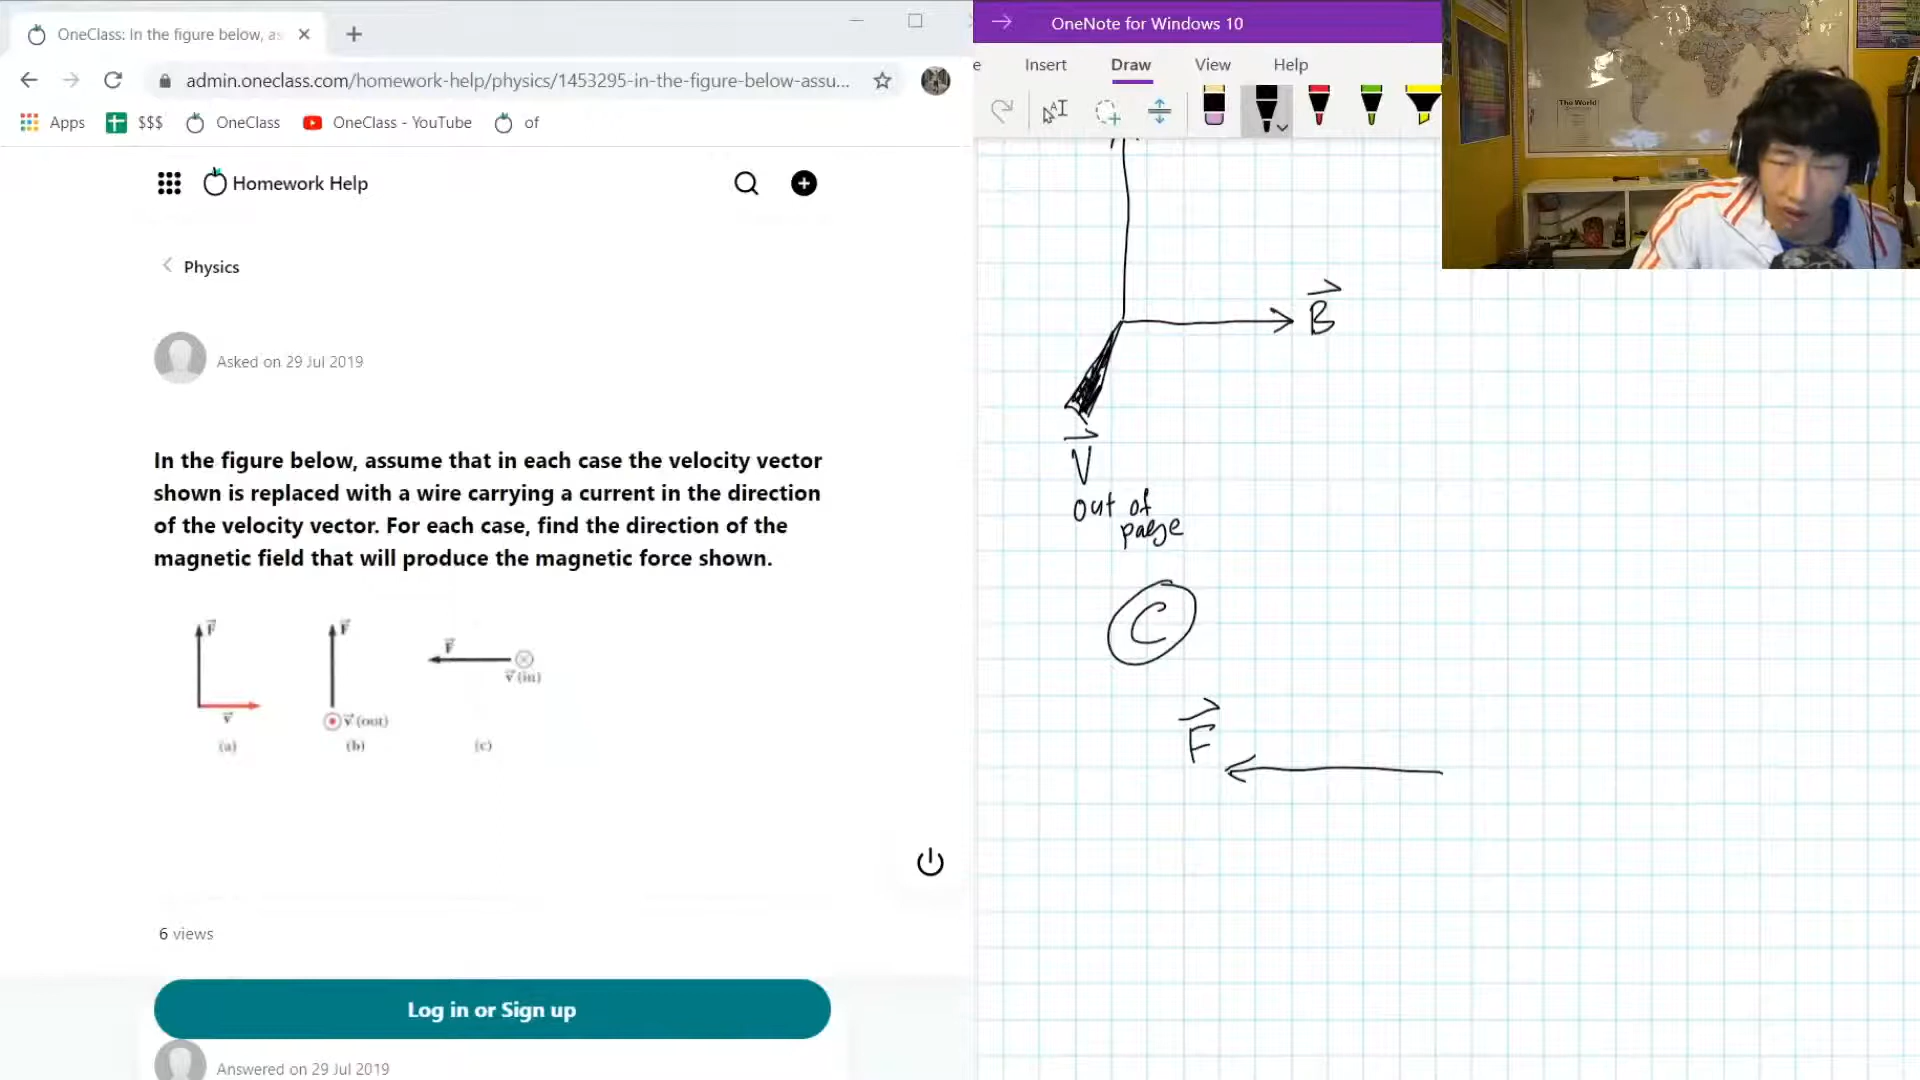 OneClass: In the figure below, as
admin.oneclass.com/homework-help/physics/1453295-in-the-figure-below-assu...
Apps
$$$
OneClass
OneClass - YouTube
of
Homework Help
Physics
Asked on 29 Jul 2019
In the figure below, assume that in each case the velocity vector
shown is replaced with a wire carrying a current in the direction
of the velocity vector. For each case, find the direction of the
magnetic field that will produce the magnetic force shown.
F
v
(a)
F
v (out)
(b)
F
v (in)
(c)
6 views
Log in or Sign up
Answered on 29 Jul 2019
OneNote for Windows 10
e
Insert
Draw
View
Help
B
V
out of
page
C
F
The World